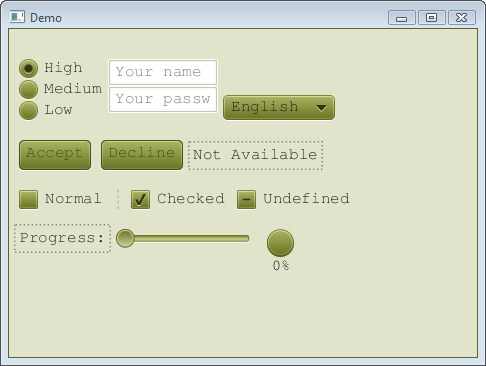 Demo
High
Medium
Low
Your name
Your passw
English
Accept
Decline
Not Available
Normal
Checked
Undefined
Progress:
0%